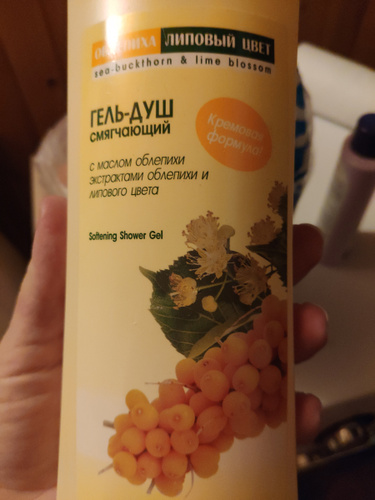 ОБЛЕПИХА ЛИПОВЫЙ ЦВЕТ
sea-buckthorn & lime blossom
ГЕЛЬ-ДУШ
смягчающий
Кремовая
формула!
с маслом облепихи
экстрактами облепихи и
липового цвета
Softening Shower Gel